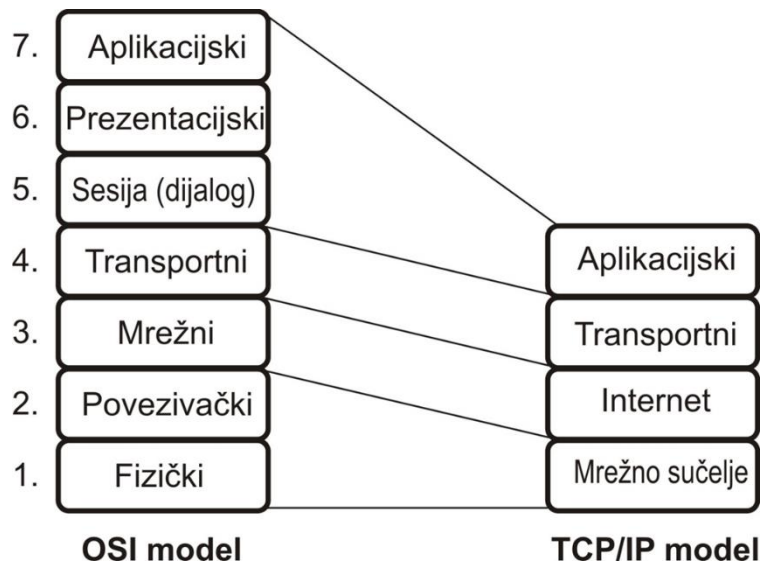 7. Aplikacijski
6. Prezentacijski
5. Sesija (dijalog)
4. Transportni
3. Mrežni
2. Povezivački
1. Fizički
OSI model
Aplikacijski
Transportni
Internet
Mrežno sučelje
TCP/IP model